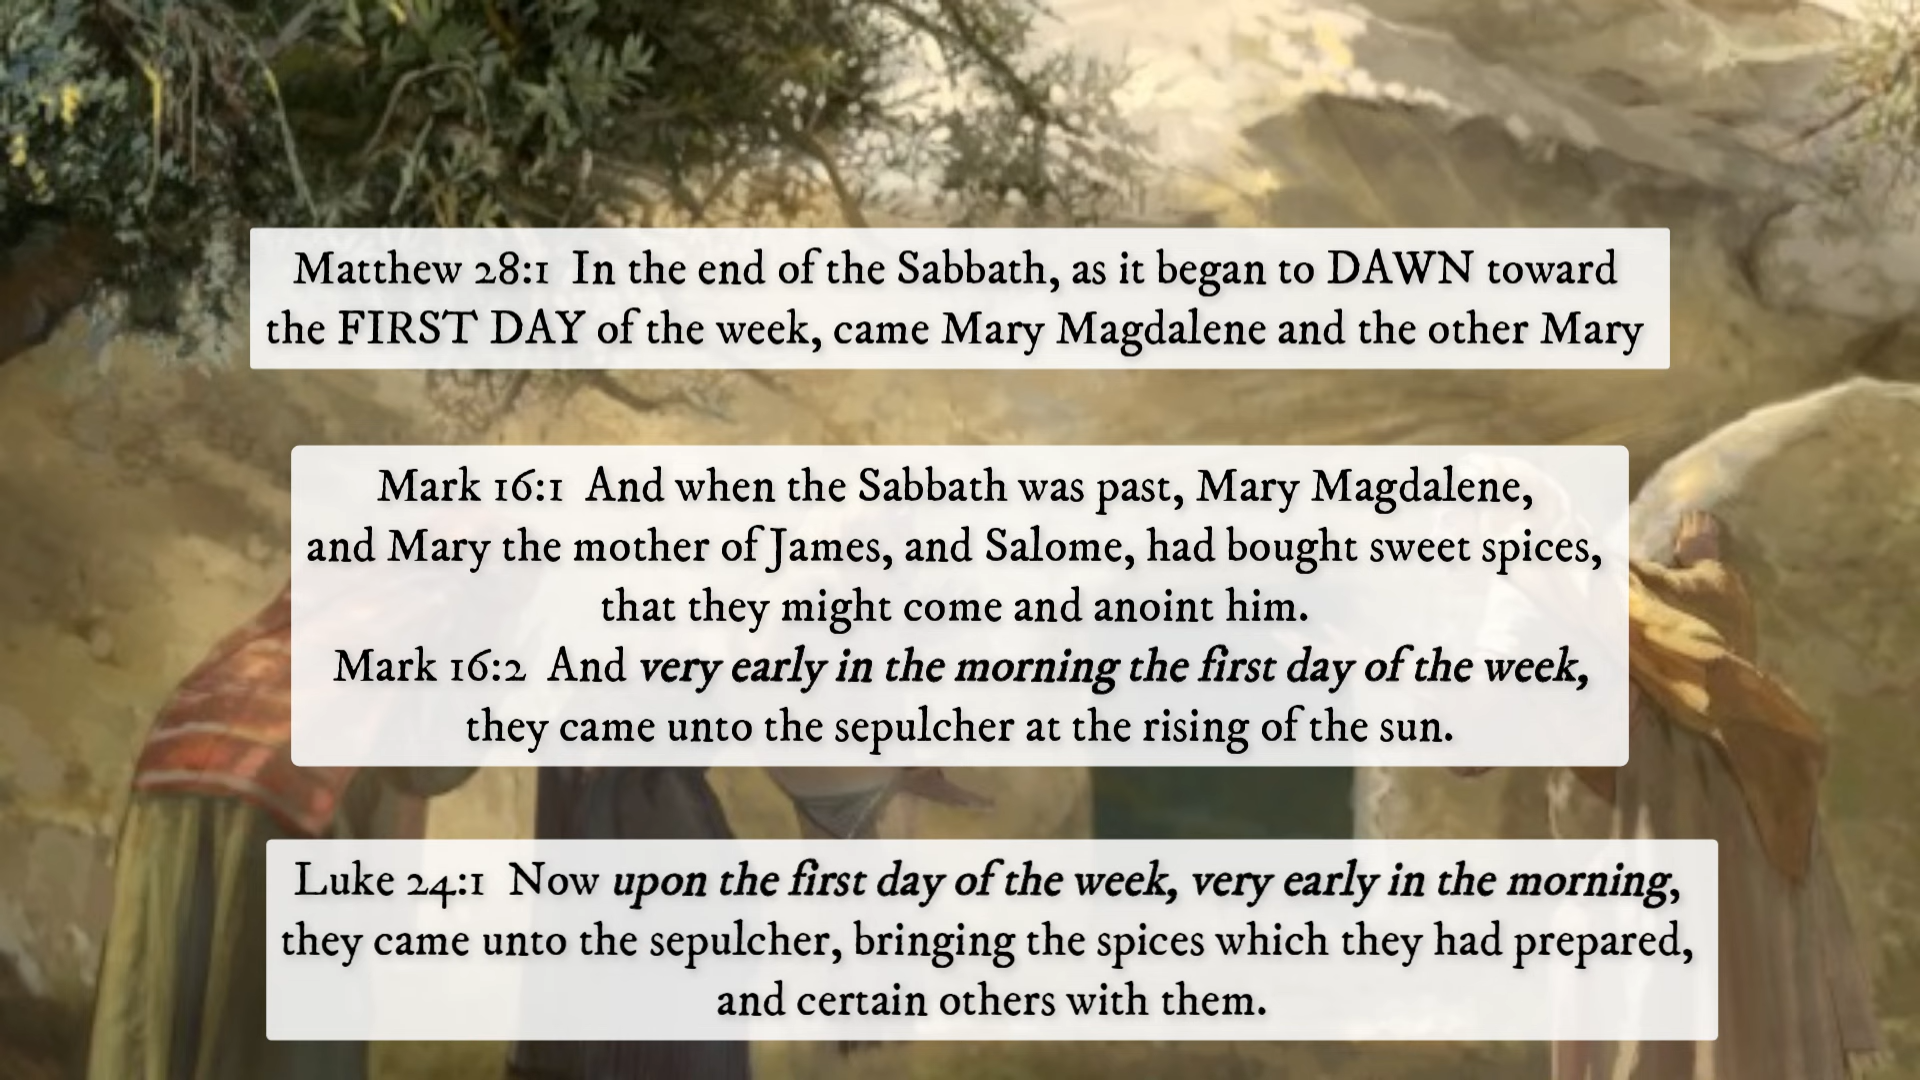 Matthew 28:1 In the end of the Sabbath, as it began to DAWN toward
the FIRST DAY of the week, came Mary Magdalene and the other Mary
Mark 16:1 And when the Sabbath was past, Mary Magdalene,
and Mary the mother of James, and Salome, had bought sweet spices,
that they might come and anoint him.
Mark 16:2 And very early in the morning the first day of the week,
they came unto the sepulcher at the rising of the sun.
Luke 24:1 Now upon the first day of the week, very early in the morning,
they came unto the sepulcher, bringing the spices which they had prepared,
and certain others with them.